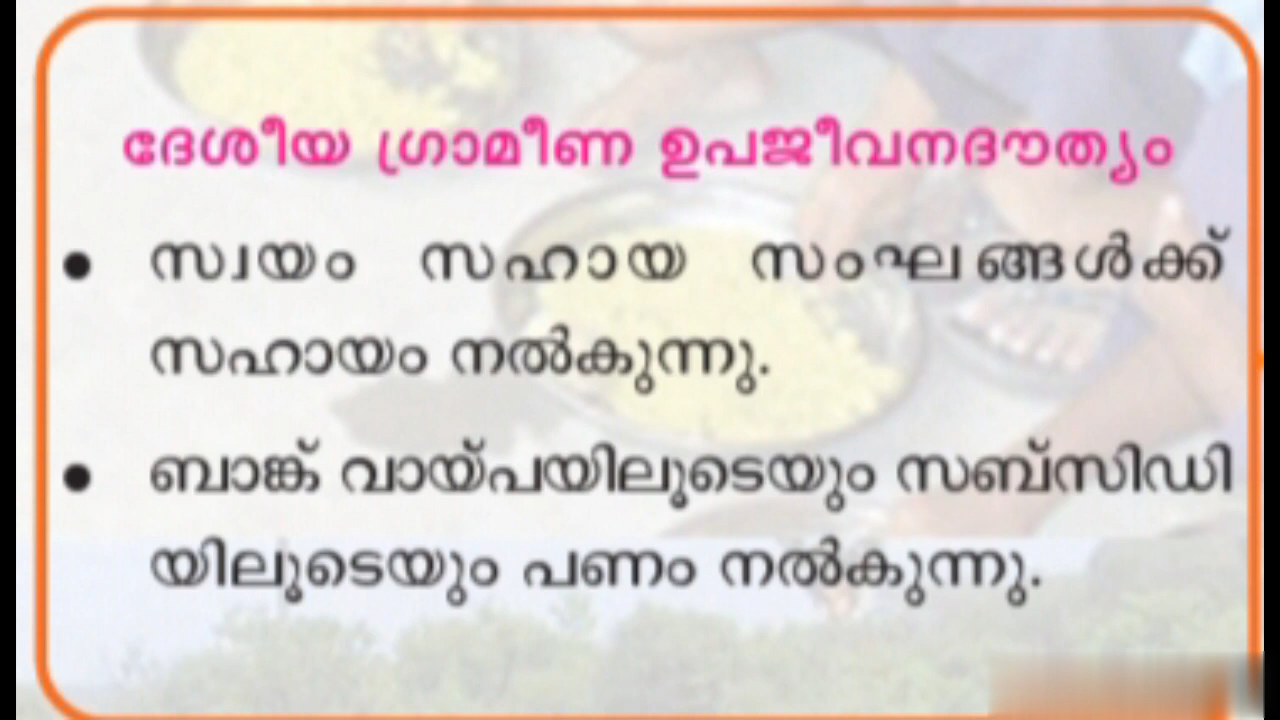 ദേശീയ ഗ്രാമീണ ഉപജീവനദൗത്യം
• സ്വയം സഹായ സംഘങ്ങൾക്ക്
സഹായം നൽകുന്നു.
• ബാങ്ക് വായ്പയിലൂടെയും സബ്സിഡി
യിലൂടെയും പണം നൽകുന്നു.